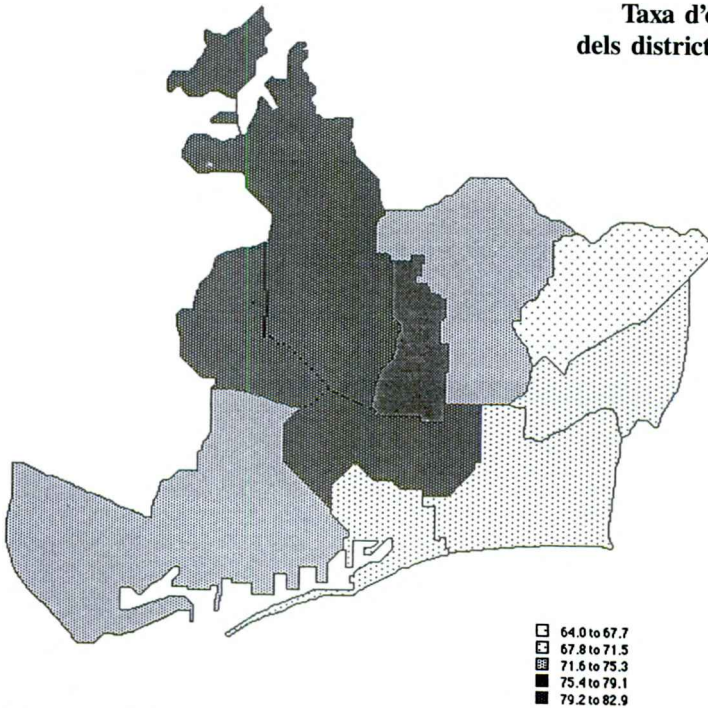 Taxa d'
dels district
64.0 to 67.7
67.8 to 71.5
71.6 to 75.3
75.4 to 79.1
79.2 to 82.9